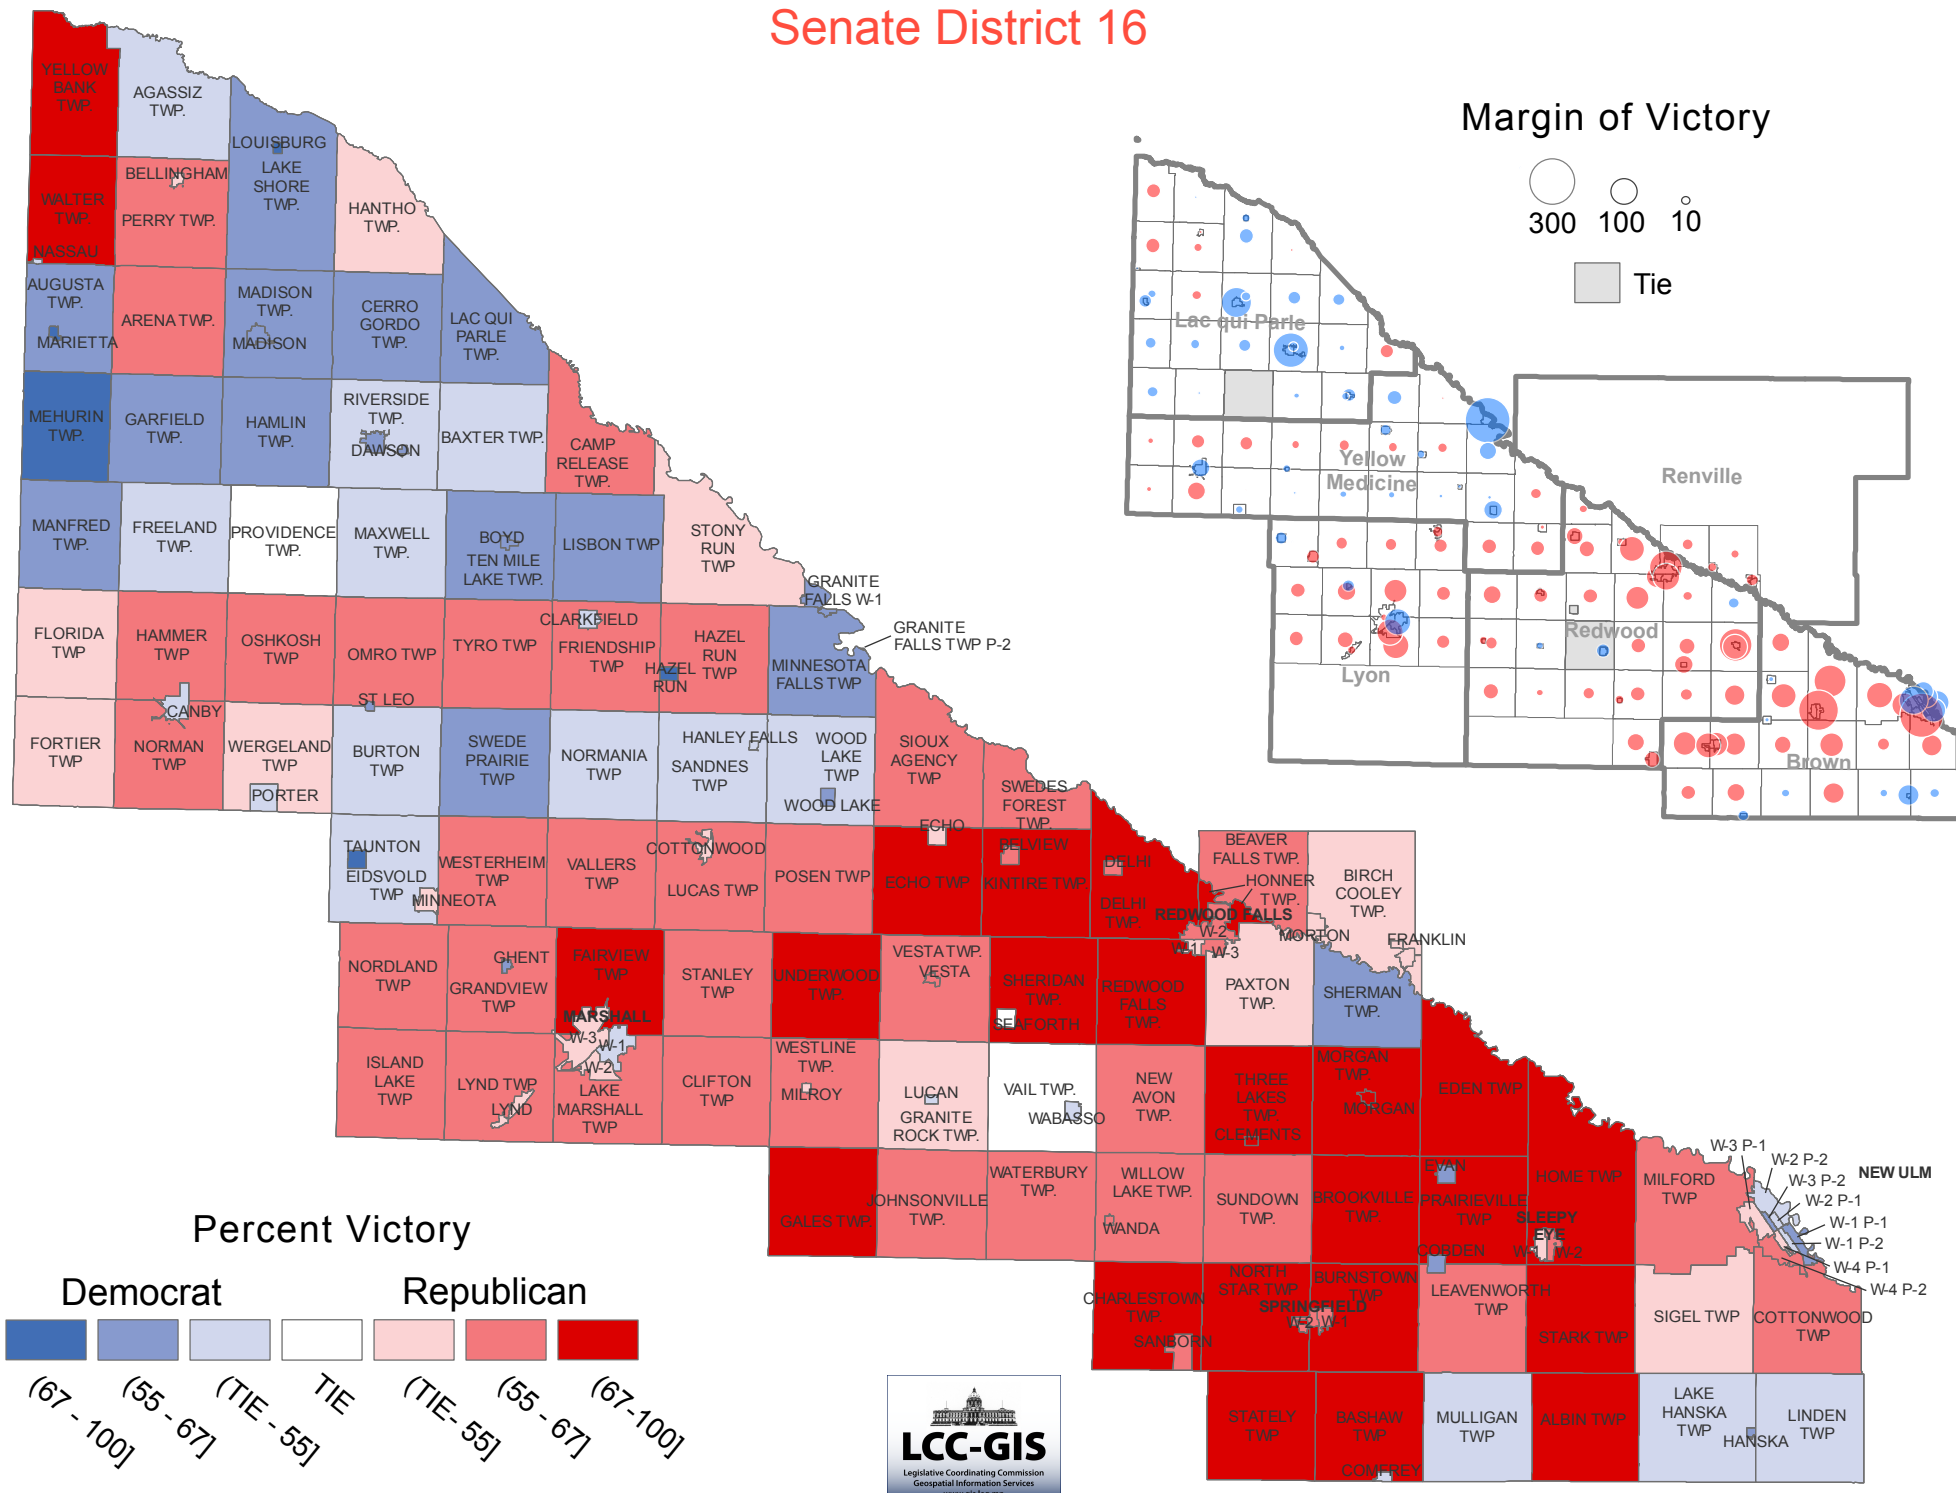 Senate District 16
YELLOW
BANK
TWP.
AGASSIZ
TWP.
LOUISBURG
LAKE
SHORE
TWP.
HANTHO
TWP.
BELLINGHAM
PERRY TWP.
WALTER
TWP.
NASSAU
AUGUSTA
TWP.
MARIETTA
ARENA TWP.
MADISON
TWP.
MADISON
CERRO
GORDO
TWP.
LAC QUI
PARLE
TWP.
MEHURIN
TWP.
GARFIELD
TWP.
HAMLIN
TWP.
RIVERSIDE
TWP.
DAWSON
BAXTER TWP.
CAMP
RELEASE
TWP.
MANFRED
TWP.
FREELAND
TWP.
PROVIDENCE
TWP.
MAXWELL
TWP.
BOYD
TEN MILE
LAKE TWP.
LISBON TWP
STONY
RUN
TWP
GRANITE
FALLS W-1
GRANITE
FALLS TWP P-2
FLORIDA
TWP
HAMMER
TWP
OSHKOSH
TWP
OMRO TWP
TYRO TWP
CLARKFIELD
FRIENDSHIP
TWP
HAZEL
RUN
HAZEL
RUN
TWP
MINNESOTA
FALLS TWP
FORTIER
TWP
CANBY
NORMAN
TWP
WERGELAND
TWP
PORTER
ST LEO
BURTON
TWP
SWEDE
PRAIRIE
TWP
NORMANIA
TWP
HANLEY FALLS
SANDNES
TWP
WOOD
LAKE
TWP
WOOD LAKE
SIOUX
AGENCY
TWP
SWEDES
FOREST
TWP.
TAUNTON
EIDSVOLD
TWP
MINNEOTA
WESTERHEIM
TWP
VALLERS
TWP
COTTONWOOD
LUCAS TWP
POSEN TWP
ECHO
ECHO TWP
BELVIEW
KINTIRE TWP.
DELHI
DELHI
TWP.
BEAVER
FALLS TWP.
HONNER
TWP.
BIRCH
COOLEY
TWP.
REDWOOD FALLS
W-2
W-1
W-3
MORTON
FRANKLIN
NORDLAND
TWP
GHENT
GRANDVIEW
TWP
FAIRVIEW
TWP
MARSHALL
W-3
W-1
W-2
STANLEY
TWP
UNDERWOOD
TWP.
VESTA TWP.
VESTA
SHERIDAN
TWP.
SEAFORTH
REDWOOD
FALLS
TWP.
PAXTON
TWP.
SHERMAN
TWP.
ISLAND
LAKE
TWP
LYND TWP
LYND
LAKE
MARSHALL
TWP
CLIFTON
TWP
WESTLINE
TWP.
MILROY
LUCAN
GRANITE
ROCK TWP.
VAIL TWP.
WABASSO
NEW
AVON
TWP.
THREE
LAKES
TWP.
CLEMENTS
MORGAN
TWP.
MORGAN
EDEN TWP
GALES TWP.
JOHNSONVILLE
TWP.
WATERBURY
TWP.
WILLOW
LAKE TWP.
WANDA
SUNDOWN
TWP.
BROOKVILLE
TWP.
EVAN
PRAIRIEVILLE
TWP
HOME TWP
SLEEPY
EYE
W-1
W-2
MILFORD
TWP
W-3 P-1
W-2 P-2
W-3 P-2
W-2 P-1
W-1 P-1
W-1 P-2
W-4 P-1
W-4 P-2
NEW ULM
COBDEN
CHARLESTOWN
TWP.
SANBORN
NORTH
STAR TWP
BURNSTOWN
TWP
SPRINGFIELD
W-2
W-1
LEAVENWORTH
TWP
STARK TWP
SIGEL TWP
COTTONWOOD
TWP
STATELY
TWP
BASHAW
TWP
COMFREY
MULLIGAN
TWP
ALBIN TWP
LAKE
HANSKA
TWP
HANSKA
LINDEN
TWP
Margin of Victory
300 100 10
Tie
Lac qui Parle
Yellow
Medicine
Renville
Redwood
Lyon
Brown
Percent Victory
Democrat Republican
(67 - 100]
(55 - 67]
(TIE - 55]
TIE
(TIE- 55]
(55 - 67]
(67 -100]
LCC-GIS
Legislative Coordinating Commission
Geospatial Information Services